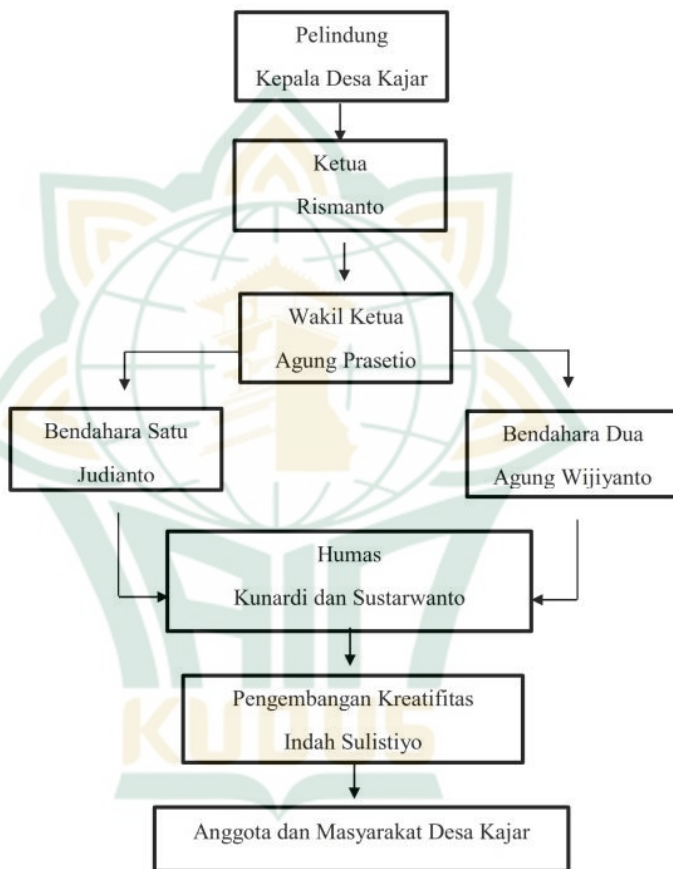 Pelindung
Kepala Desa Kajar
Ketua
Rismanto
Wakil Ketua
Agung Prasetio
Bendahara Satu
Judianto
Bendahara Dua
Agung Wijiyanto
Humas
Kunardi dan Sustarwanto
Pengembangan Kreatifitas
Indah Sulistiyo
KUDUS
Anggota dan Masyarakat Desa Kajar